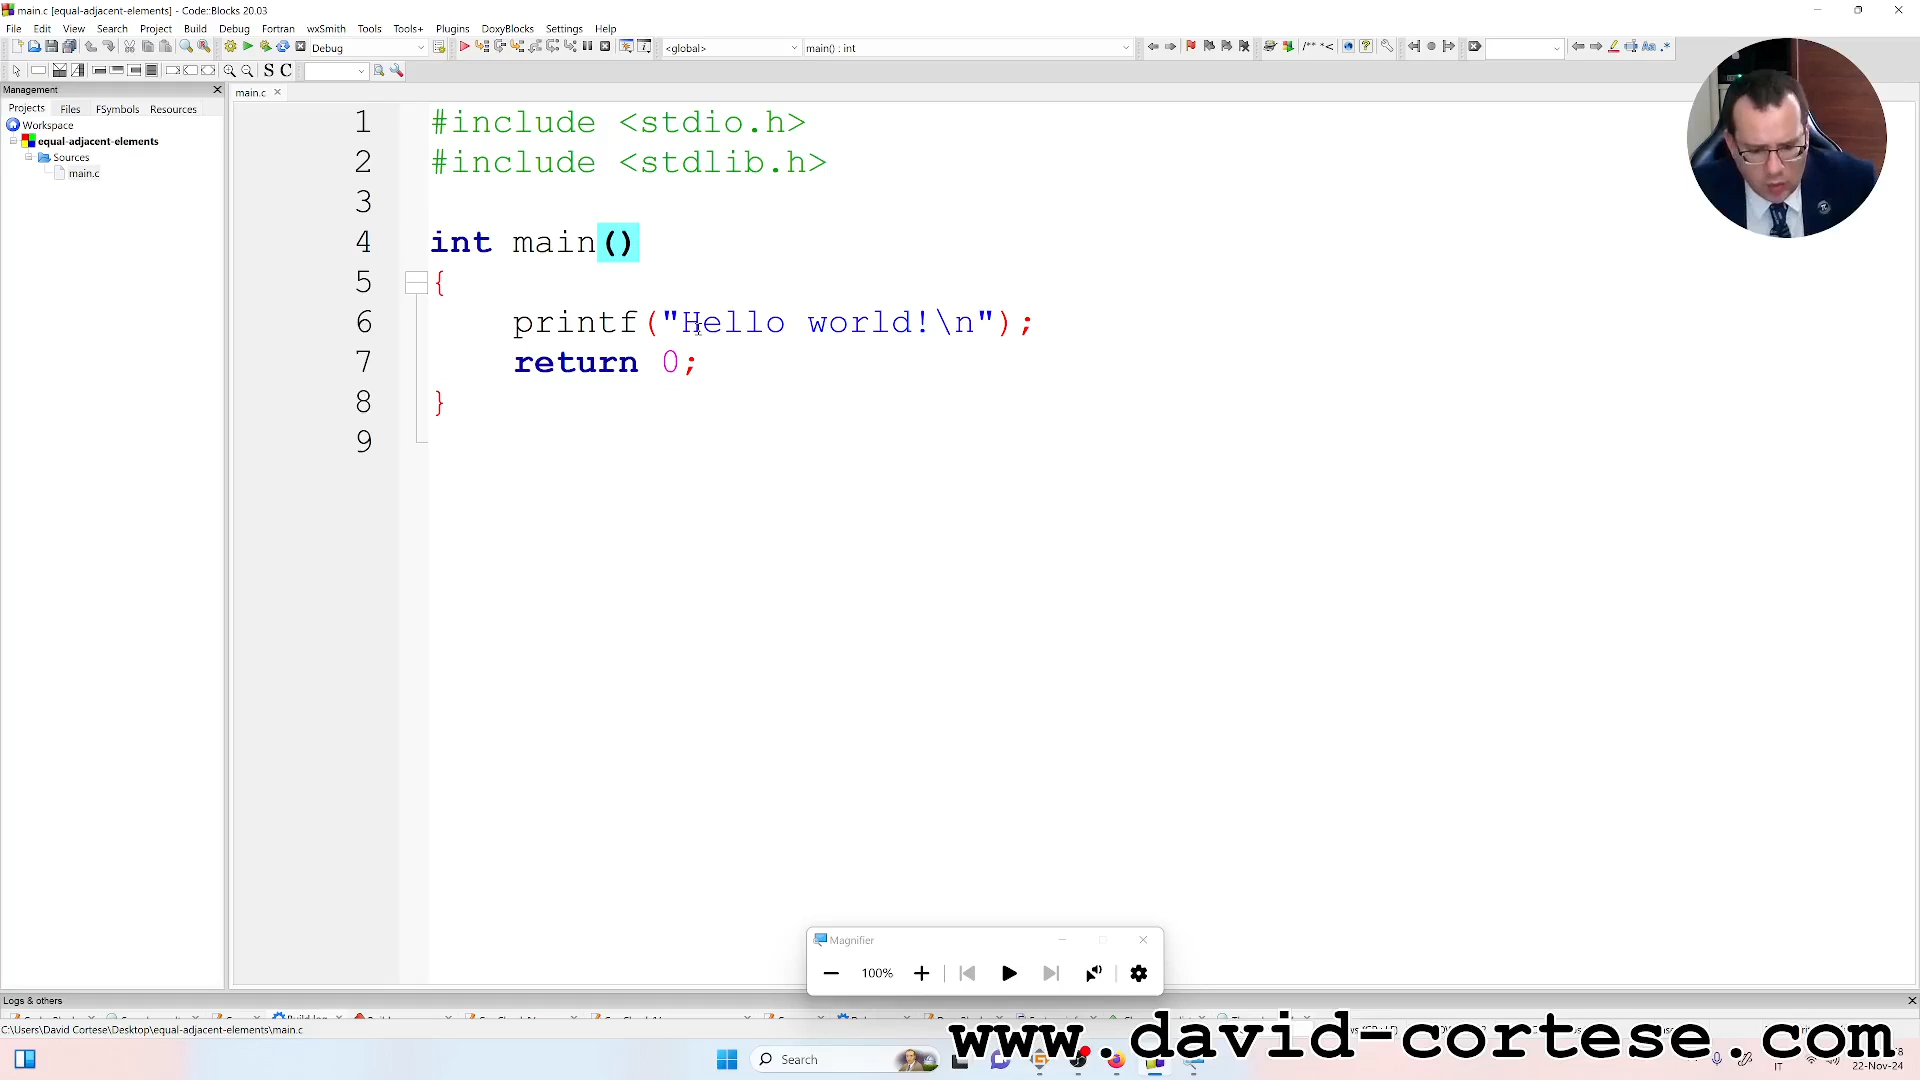 main.c [equal-adjacent-elements] - Code::Blocks 20.03
File Edit View Search Project Build Debug Fortran wxSmith Tools Tools+ Plugins DoxyBlocks Settings Help
Debug <global> main() : int
S C
Management
main.c
Projects Files FSymbols Resources
Workspace
equal-adjacent-elements
Sources
main.c
1 #include <stdio.h>
2 #include <stdlib.h>
3
4 int main()
5 {
6 printf("Hello world!\n");
7 return 0;
8 }
9
Magnifier
100%
Logs & others
C:\Users\David Cortese\Desktop\equal-adjacent-elements\main.c
www.david-cortese.com
Search
IT
22-Nov-24